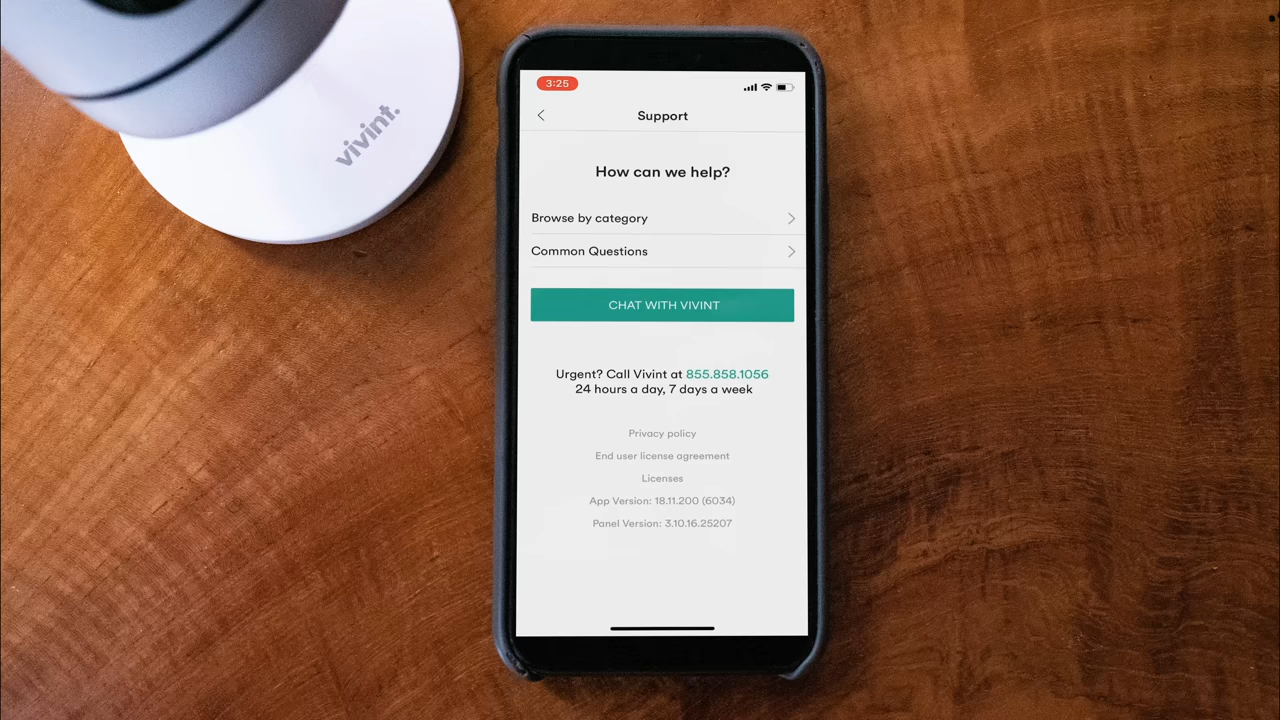 vivint.
3:25
Support
How can we help?
Browse by category
Common Questions
CHAT WITH VIVINT
Urgent? Call Vivint at 855.858.1056
24 hours a day, 7 days a week
Privacy policy
End user license agreement
Licenses
App Version: 18.11.200 (6034)
Panel Version: 3.10.16.25207